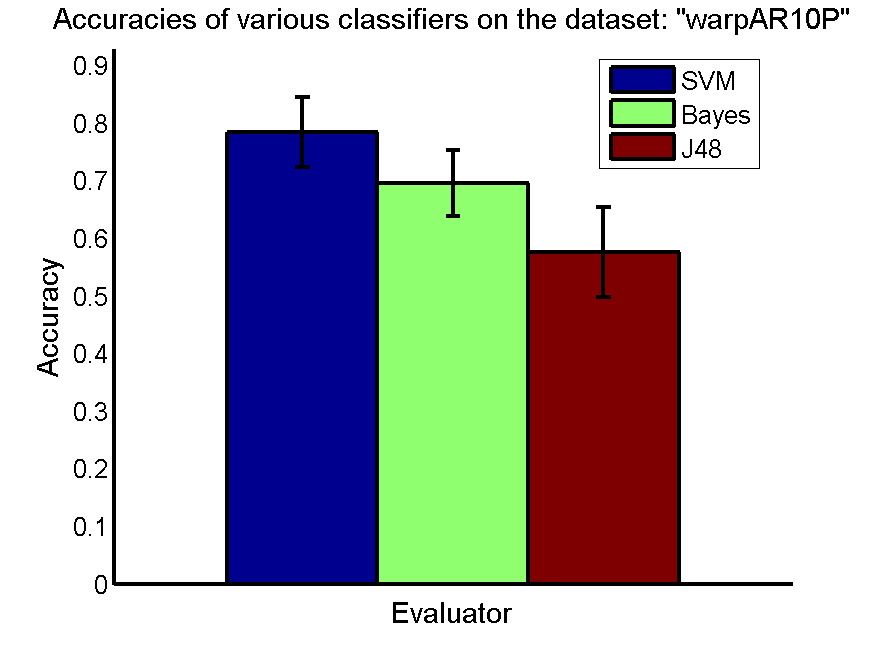 Accuracies of various classifiers on the dataset: "warpAR10P"
0.9
0.8
0.7
0.6
0.5
0.4
0.3
0.2
0.1
0
Accuracy
SVM
Bayes
J48
Evaluator